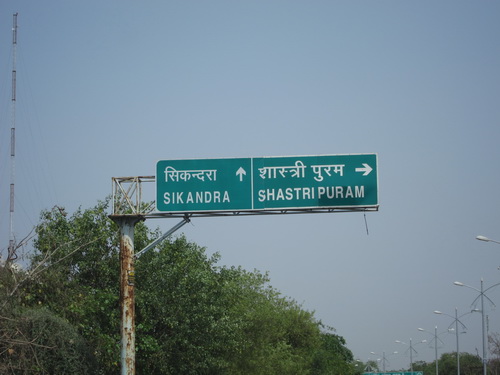 सिकन्दरा ↑
SIKANDRA
शास्त्री पुरम →
SHASTRI PURAM